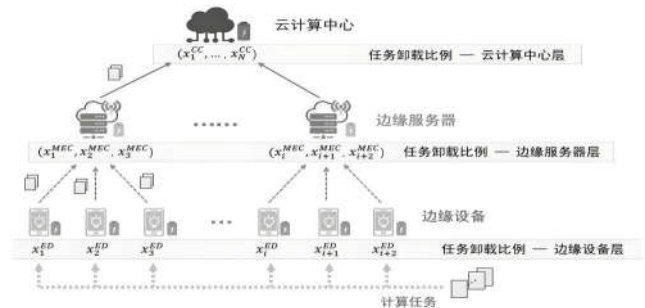 云计算中心
(x_1^{CC}, ..., x_N^{CC}) 任务卸载比例 — 云计算中心层
边缘服务器
(x_1^{MEC}, x_2^{MEC}, x_3^{MEC}) (x_i^{MEC}, x_{i+1}^{MEC}, x_{i+2}^{MEC}) 任务卸载比例 — 边缘服务器层
边缘设备
x_1^{ED} x_2^{ED} x_3^{ED} x_i^{ED} x_{i+1}^{ED} x_{i+2}^{ED} 任务卸载比例 — 边缘设备层
计算任务